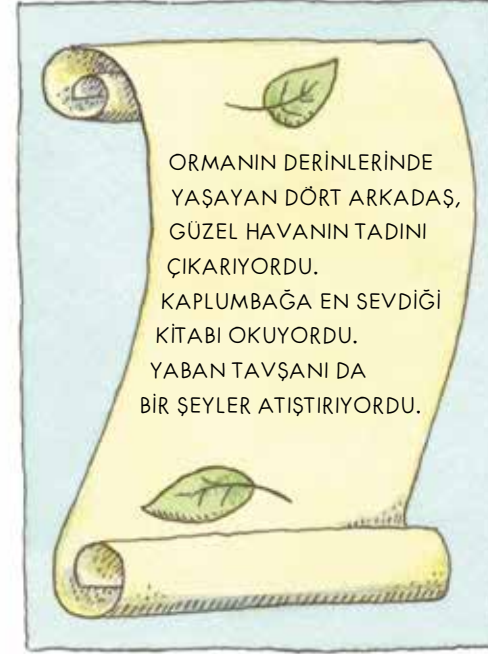 ORMANIN DERİNLERİNDE
YAŞAYAN DÖRT ARKADAŞ,
GÜZEL HAVANIN TADINI
ÇIKARIYORDU.
KAPLUMBAĞA EN SEVDİĞİ
KİTABI OKUYORDU.
YABAN TAVŞANI DA
BİR ŞEYLER ATIŞTIRIYORDU.